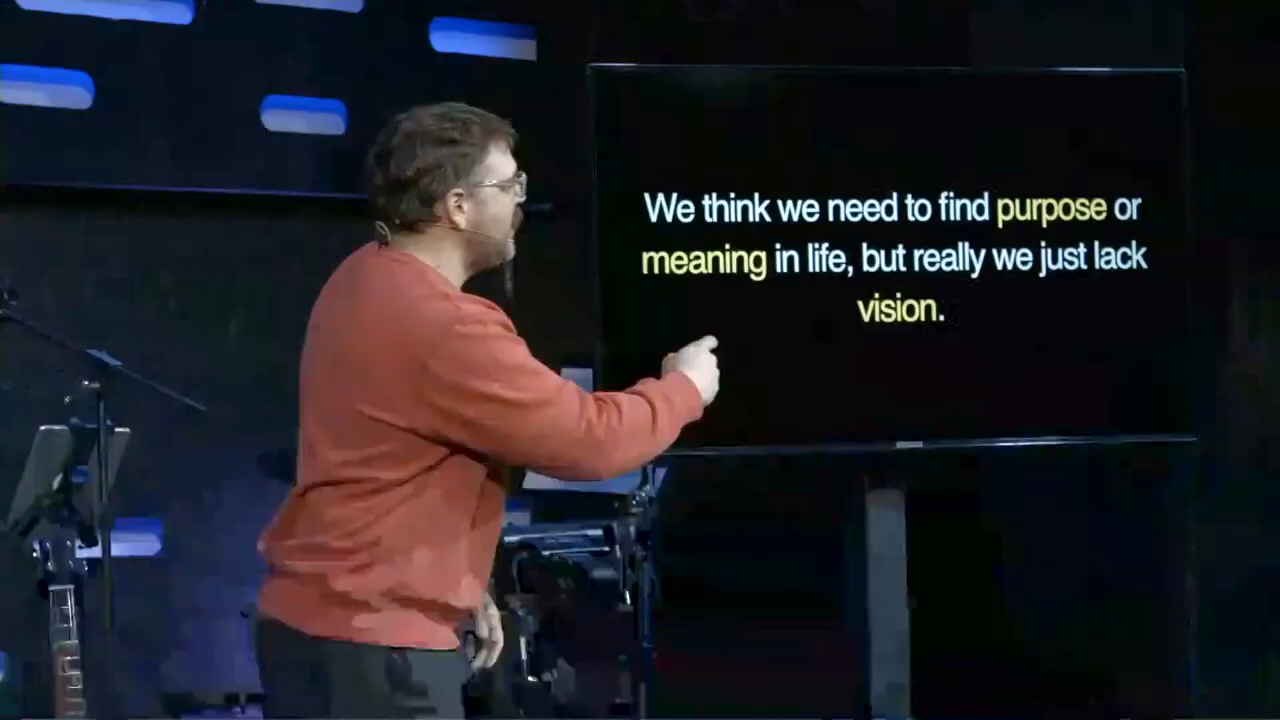 We think we need to find purpose or
meaning in life, but really we just lack
vision.